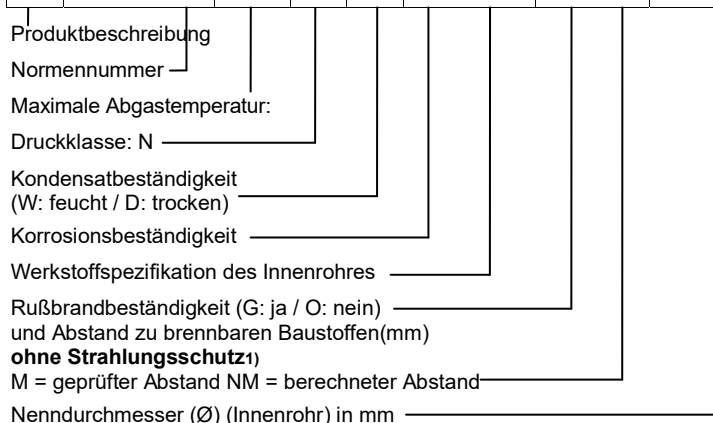 Produktbeschreibung
Normennummer
Maximale Abgastemperatur:
Druckklasse: N
Kondensatbeständigkeit
(W: feucht / D: trocken)
Korrosionsbeständigkeit
Werkstoffspezifikation des Innenrohres
Rußbrandbeständigkeit (G: ja / O: nein)
und Abstand zu brennbaren Baustoffen(mm)
ohne Strahlungsschutz1)
M = geprüfter Abstand NM = berechneter Abstand
Nenndurchmesser (Ø) (Innenrohr) in mm